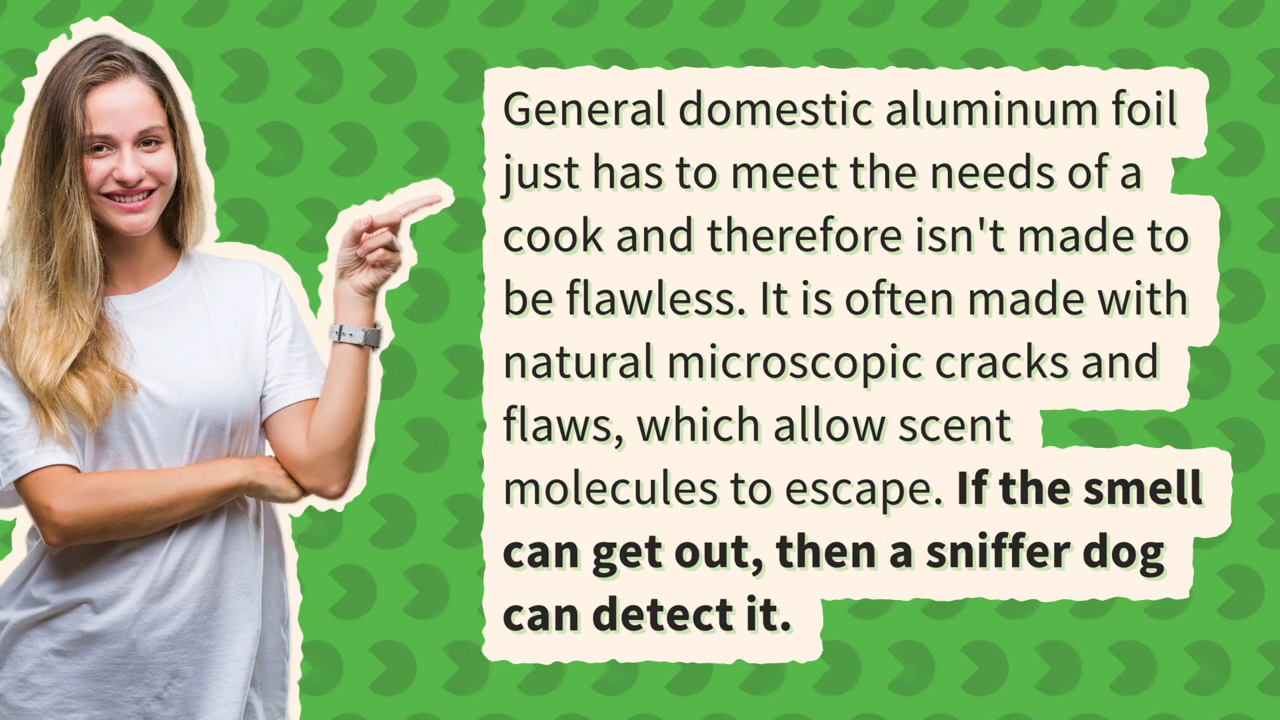 General domestic aluminum foil
just has to meet the needs of a
cook and therefore isn't made to
be flawless. It is often made with
natural microscopic cracks and
flaws, which allow scent
molecules to escape. If the smell
can get out, then a sniffer dog
can detect it.